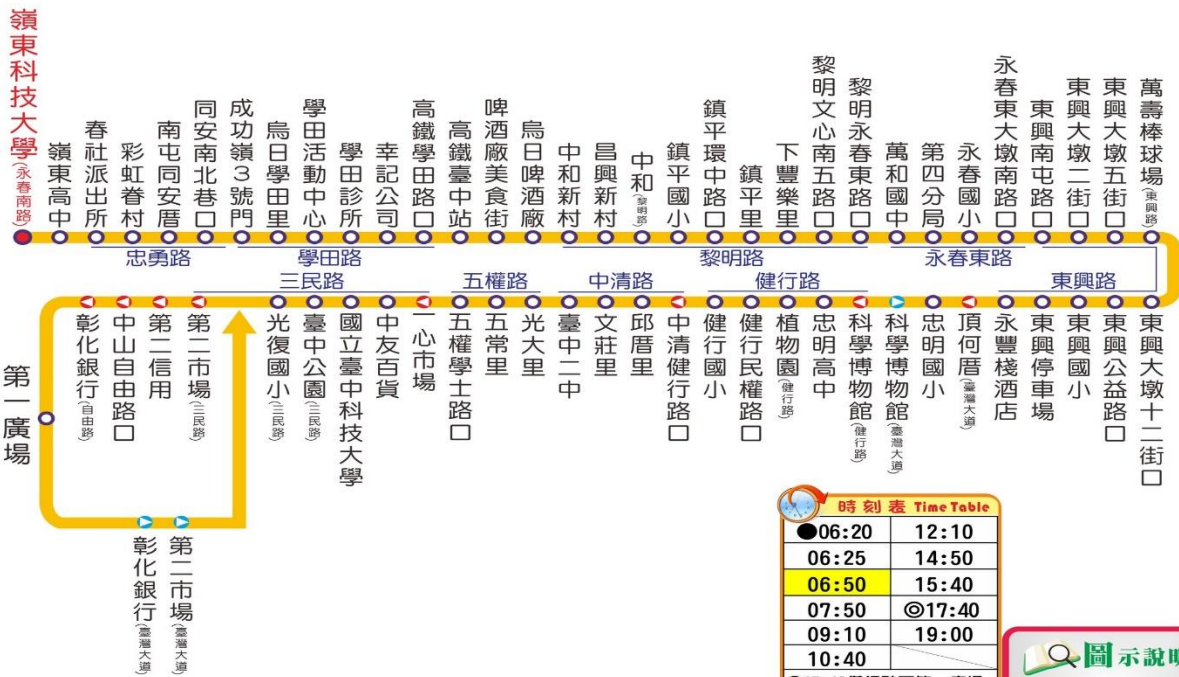 嶺東科技大學(永春南路)
嶺東高中
春社派出所
彩虹眷村
南屯同安厝
同安南北巷口
成功嶺3號門
烏日學田里
學田活動中心
學田診所
幸記公司
高鐵學田路口
高鐵臺中站
啤酒廠美食街
烏日啤酒廠
中和新村
昌興新村
中和(黎明路)
鎮平國小
鎮平環中路口
鎮平里
下豐樂里
黎明文心南五路口
黎明永春東路口
萬和國中
第四分局
永春國小
永春東大墩南路口
東興南屯路口
東興大墩二街口
東興大墩五街口
萬壽棒球場(東興路)
忠勇路
學田路
黎明路
永春東路
三民路
五權路
中清路
健行路
東興路
第一廣場
彰化銀行(自由路)
中山自由路口
第二信用
第二市場(三民路)
光復國小(三民路)
臺中公園(三民路)
國立臺中科技大學
中友百貨
一心市場
五權學士路口
五常里
光大里
臺中二中
文莊里
邱厝里
中清健行路口
健行國小
健行民權路口
植物園(健行路)
忠明高中
科學博物館(健行路)
科學博物館(臺灣大道)
忠明國小
頂何厝(臺灣大道)
永豐棧酒店
東興停車場
東興國小
東興公益路口
東興大墩十二街口
彰化銀行(臺灣大道)
第二市場(臺灣大道)
時刻表 Time Table
●06:20 12:10
06:25 14:50
06:50 15:40
07:50 ◎17:40
09:10 19:00
10:40
圖示說明